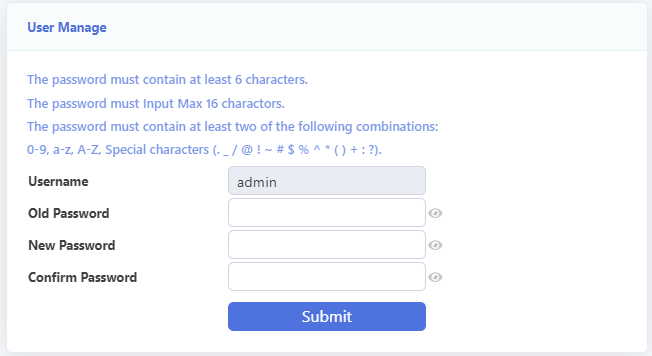 User Manage
The password must contain at least 6 characters.
The password must Input Max 16 charactors.
The password must contain at least two of the following combinations:
0-9, a-z, A-Z, Special characters (. _ / @ ! ~ # $ % ^ * ( ) + : ?).
Username admin
Old Password
New Password
Confirm Password
Submit